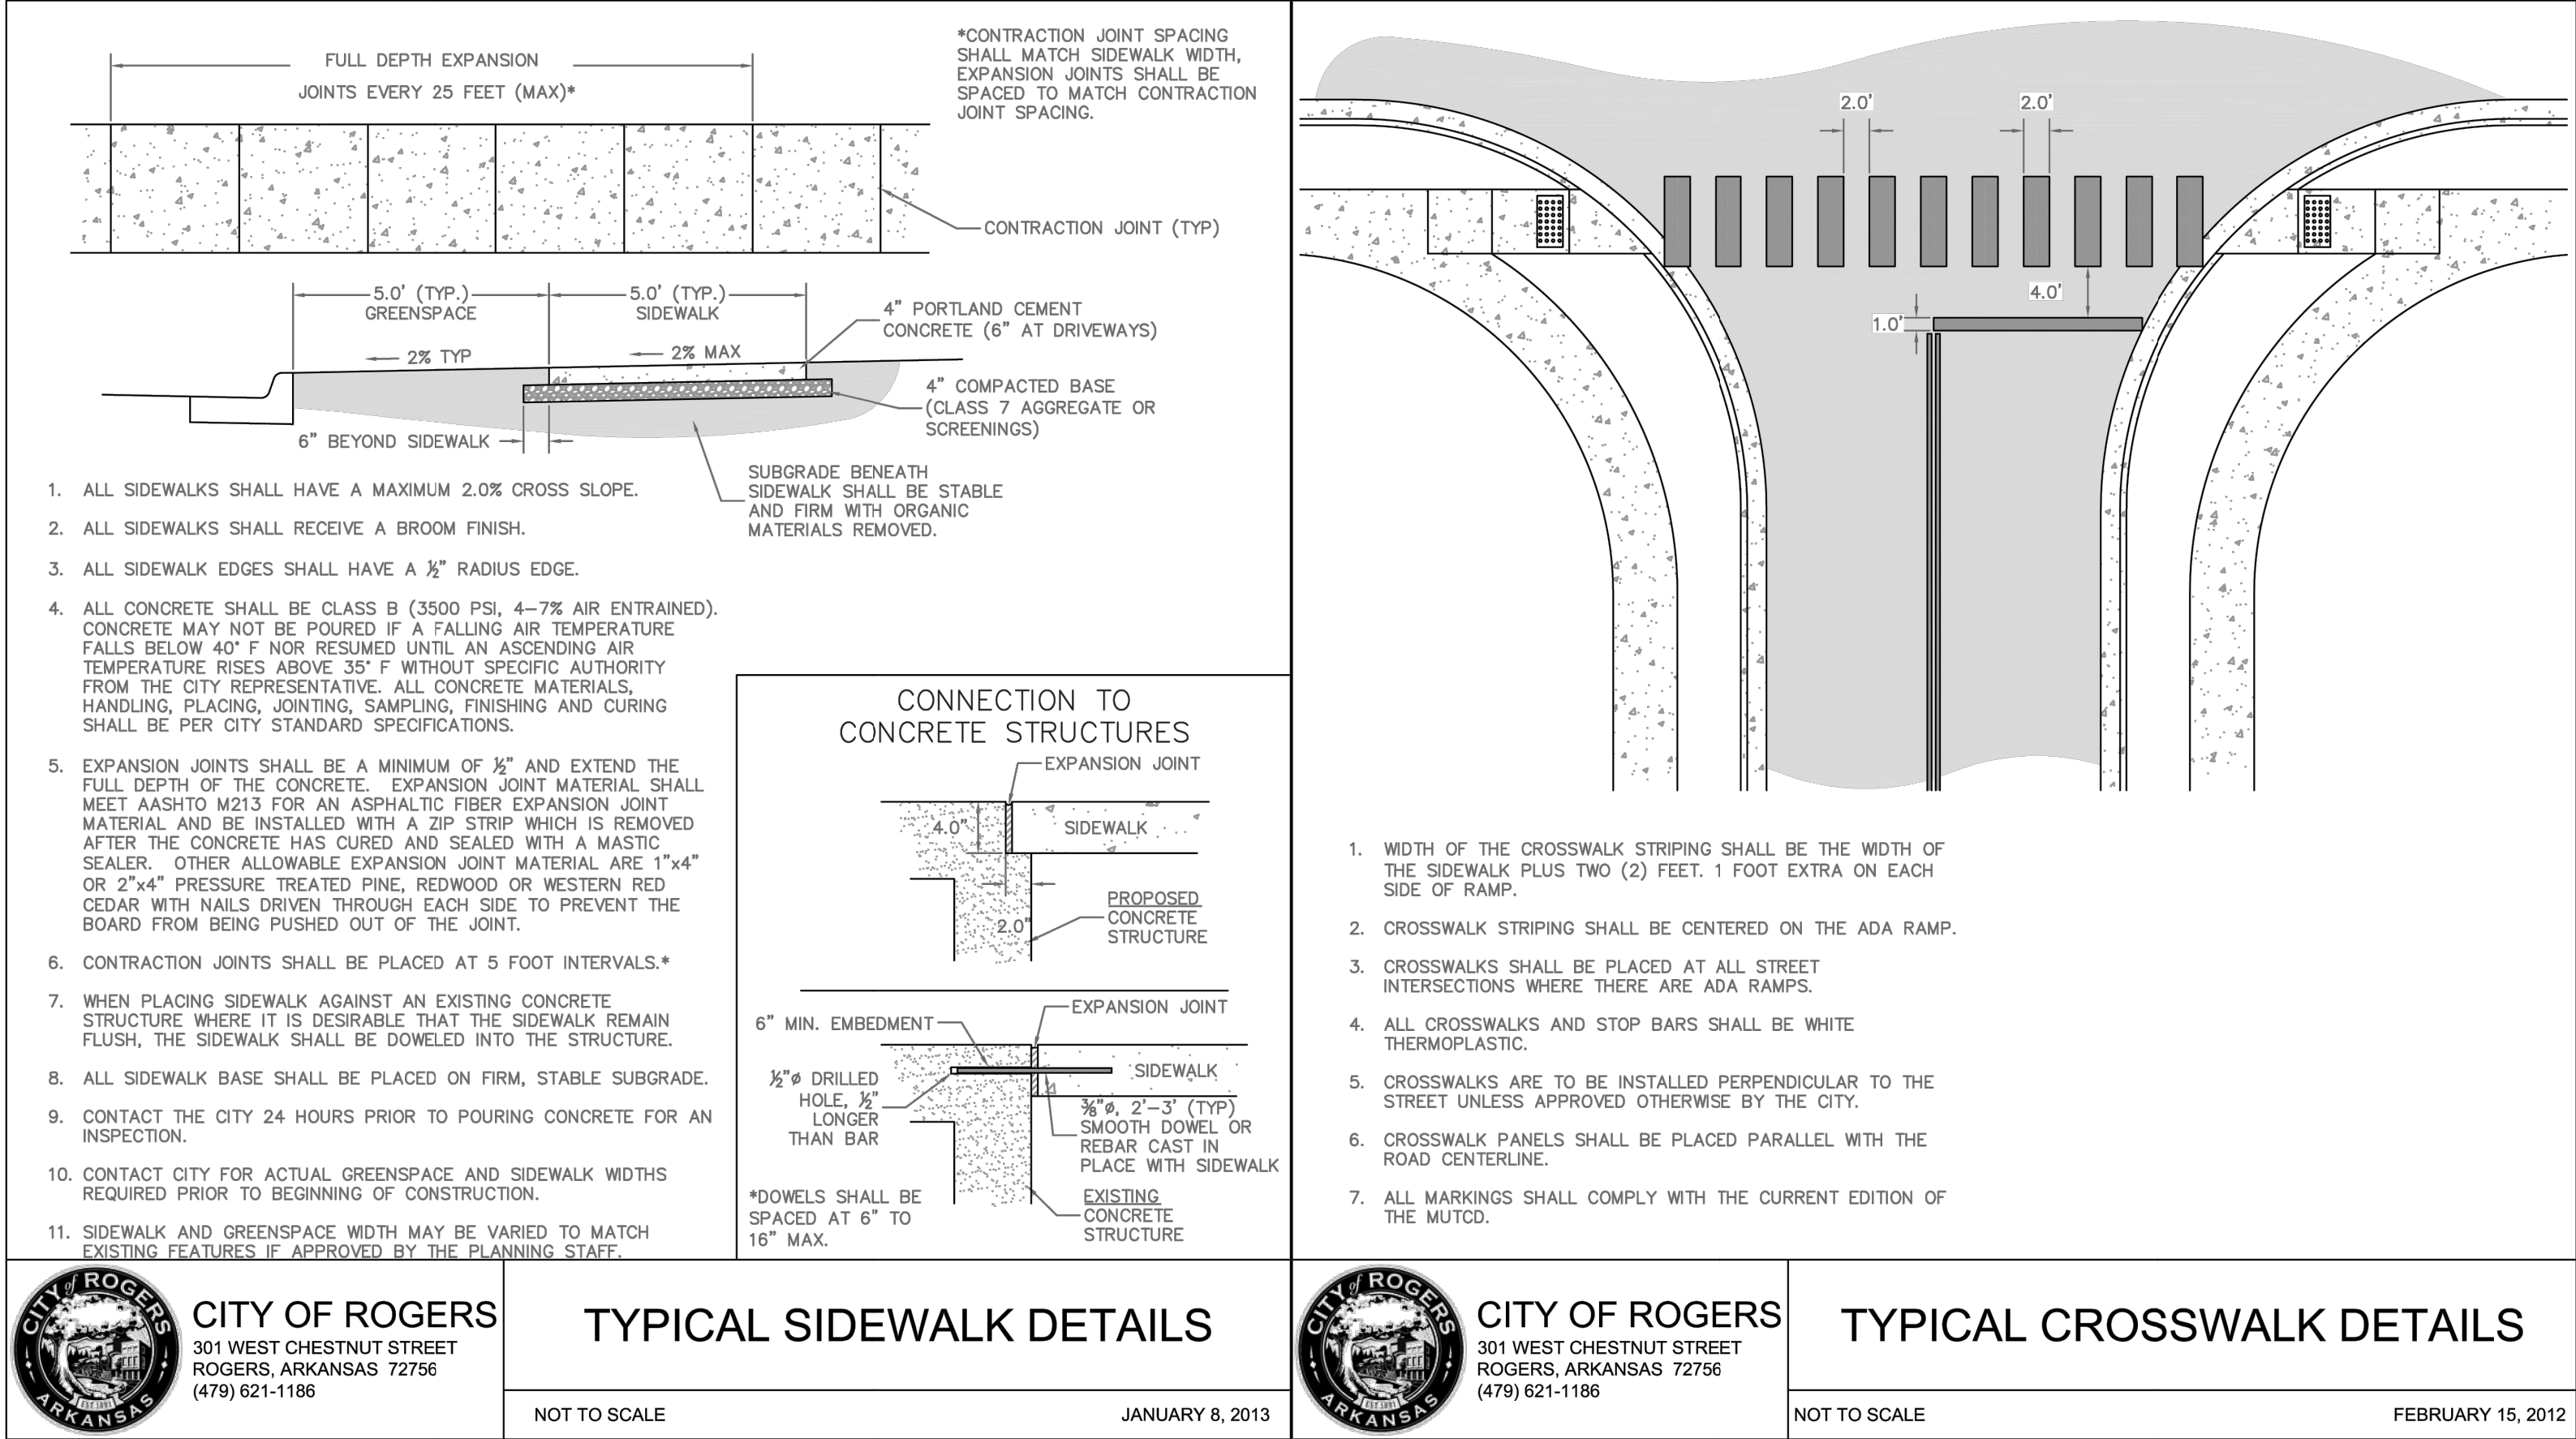 FULL DEPTH EXPANSION
JOINTS EVERY 25 FEET (MAX)*
*CONTRACTION JOINT SPACING
SHALL MATCH SIDEWALK WIDTH,
EXPANSION JOINTS SHALL BE
SPACED TO MATCH CONTRACTION
JOINT SPACING.
CONTRACTION JOINT (TYP)
5.0' (TYP.)
GREENSPACE
5.0' (TYP.)
SIDEWALK
4" PORTLAND CEMENT
CONCRETE (6" AT DRIVEWAYS)
2% TYP
2% MAX
4" COMPACTED BASE
(CLASS 7 AGGREGATE OR
SCREENINGS)
6" BEYOND SIDEWALK
SUBGRADE BENEATH
SIDEWALK SHALL BE STABLE
AND FIRM WITH ORGANIC
MATERIALS REMOVED.
1. ALL SIDEWALKS SHALL HAVE A MAXIMUM 2.0% CROSS SLOPE.
2. ALL SIDEWALKS SHALL RECEIVE A BROOM FINISH.
3. ALL SIDEWALK EDGES SHALL HAVE A ½" RADIUS EDGE.
4. ALL CONCRETE SHALL BE CLASS B (3500 PSI, 4–7% AIR ENTRAINED).
CONCRETE MAY NOT BE POURED IF A FALLING AIR TEMPERATURE
FALLS BELOW 40° F NOR RESUMED UNTIL AN ASCENDING AIR
TEMPERATURE RISES ABOVE 35° F WITHOUT SPECIFIC AUTHORITY
FROM THE CITY REPRESENTATIVE. ALL CONCRETE MATERIALS,
HANDLING, PLACING, JOINTING, SAMPLING, FINISHING AND CURING
SHALL BE PER CITY STANDARD SPECIFICATIONS.
5. EXPANSION JOINTS SHALL BE A MINIMUM OF ½" AND EXTEND THE
FULL DEPTH OF THE CONCRETE. EXPANSION JOINT MATERIAL SHALL
MEET AASHTO M213 FOR AN ASPHALTIC FIBER EXPANSION JOINT
MATERIAL AND BE INSTALLED WITH A ZIP STRIP WHICH IS REMOVED
AFTER THE CONCRETE HAS CURED AND SEALED WITH A MASTIC
SEALER. OTHER ALLOWABLE EXPANSION JOINT MATERIAL ARE 1"x4"
OR 2"x4" PRESSURE TREATED PINE, REDWOOD OR WESTERN RED
CEDAR WITH NAILS DRIVEN THROUGH EACH SIDE TO PREVENT THE
BOARD FROM BEING PUSHED OUT OF THE JOINT.
6. CONTRACTION JOINTS SHALL BE PLACED AT 5 FOOT INTERVALS.*
7. WHEN PLACING SIDEWALK AGAINST AN EXISTING CONCRETE
STRUCTURE WHERE IT IS DESIRABLE THAT THE SIDEWALK REMAIN
FLUSH, THE SIDEWALK SHALL BE DOWELED INTO THE STRUCTURE.
8. ALL SIDEWALK BASE SHALL BE PLACED ON FIRM, STABLE SUBGRADE.
9. CONTACT THE CITY 24 HOURS PRIOR TO POURING CONCRETE FOR AN
INSPECTION.
10. CONTACT CITY FOR ACTUAL GREENSPACE AND SIDEWALK WIDTHS
REQUIRED PRIOR TO BEGINNING OF CONSTRUCTION.
11. SIDEWALK AND GREENSPACE WIDTH MAY BE VARIED TO MATCH
EXISTING FEATURES IF APPROVED BY THE PLANNING STAFF.
CONNECTION TO
CONCRETE STRUCTURES
EXPANSION JOINT
4.0"
SIDEWALK
PROPOSED
CONCRETE
STRUCTURE
2.0"
EXPANSION JOINT
6" MIN. EMBEDMENT
SIDEWALK
½"ø DRILLED
HOLE, ½"
LONGER
THAN BAR
⅜"ø, 2'–3' (TYP)
SMOOTH DOWEL OR
REBAR CAST IN
PLACE WITH SIDEWALK
*DOWELS SHALL BE
SPACED AT 6" TO
16" MAX.
EXISTING
CONCRETE
STRUCTURE
CITY of ROGERS
EST 1881
ARKANSAS
CITY OF ROGERS
301 WEST CHESTNUT STREET
ROGERS, ARKANSAS 72756
(479) 621-1186
TYPICAL SIDEWALK DETAILS
NOT TO SCALE
JANUARY 8, 2013
2.0'
2.0'
4.0'
1.0'
1. WIDTH OF THE CROSSWALK STRIPING SHALL BE THE WIDTH OF
THE SIDEWALK PLUS TWO (2) FEET. 1 FOOT EXTRA ON EACH
SIDE OF RAMP.
2. CROSSWALK STRIPING SHALL BE CENTERED ON THE ADA RAMP.
3. CROSSWALKS SHALL BE PLACED AT ALL STREET
INTERSECTIONS WHERE THERE ARE ADA RAMPS.
4. ALL CROSSWALKS AND STOP BARS SHALL BE WHITE
THERMOPLASTIC.
5. CROSSWALKS ARE TO BE INSTALLED PERPENDICULAR TO THE
STREET UNLESS APPROVED OTHERWISE BY THE CITY.
6. CROSSWALK PANELS SHALL BE PLACED PARALLEL WITH THE
ROAD CENTERLINE.
7. ALL MARKINGS SHALL COMPLY WITH THE CURRENT EDITION OF
THE MUTCD.
CITY of ROGERS
EST 1881
ARKANSAS
CITY OF ROGERS
301 WEST CHESTNUT STREET
ROGERS, ARKANSAS 72756
(479) 621-1186
TYPICAL CROSSWALK DETAILS
NOT TO SCALE
FEBRUARY 15, 2012